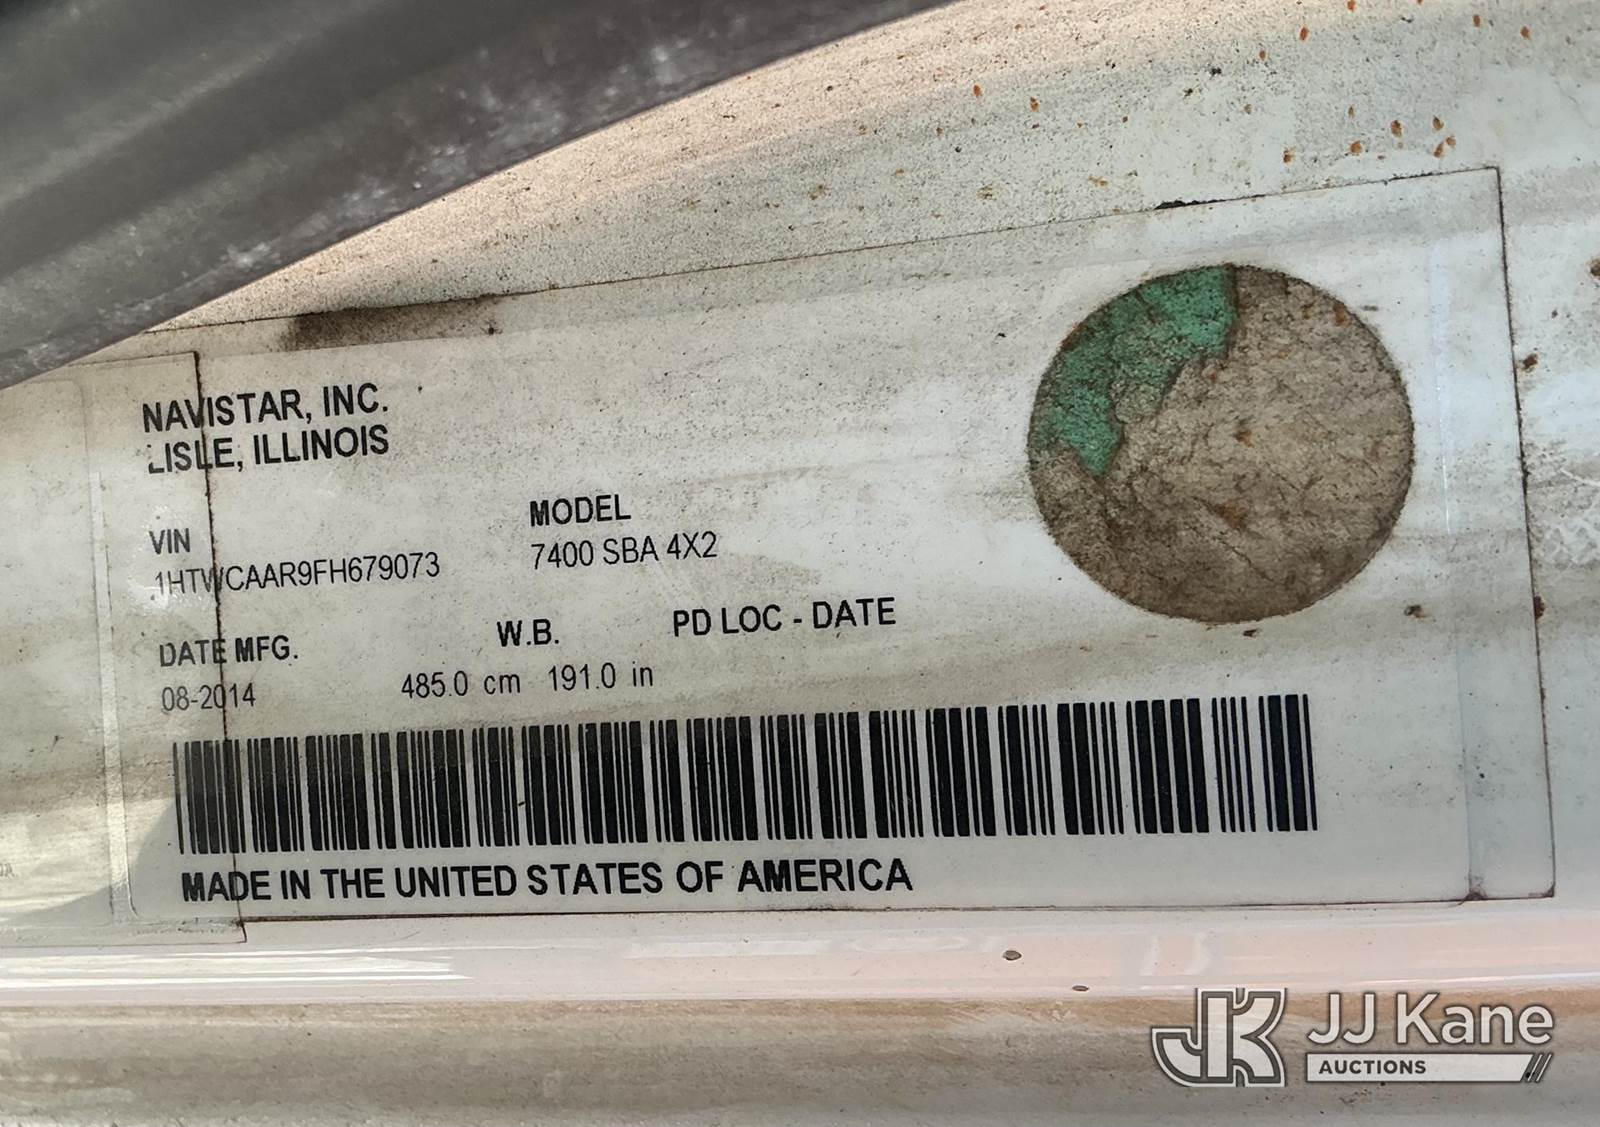 NAVISTAR, INC.
LISLE, ILLINOIS
VIN
1HTWCAAR9FH679073
MODEL
7400 SBA 4X2
DATE MFG.
08-2014
W.B.
485.0 cm 191.0 in
PD LOC - DATE
MADE IN THE UNITED STATES OF AMERICA
JK JJ Kane
AUCTIONS